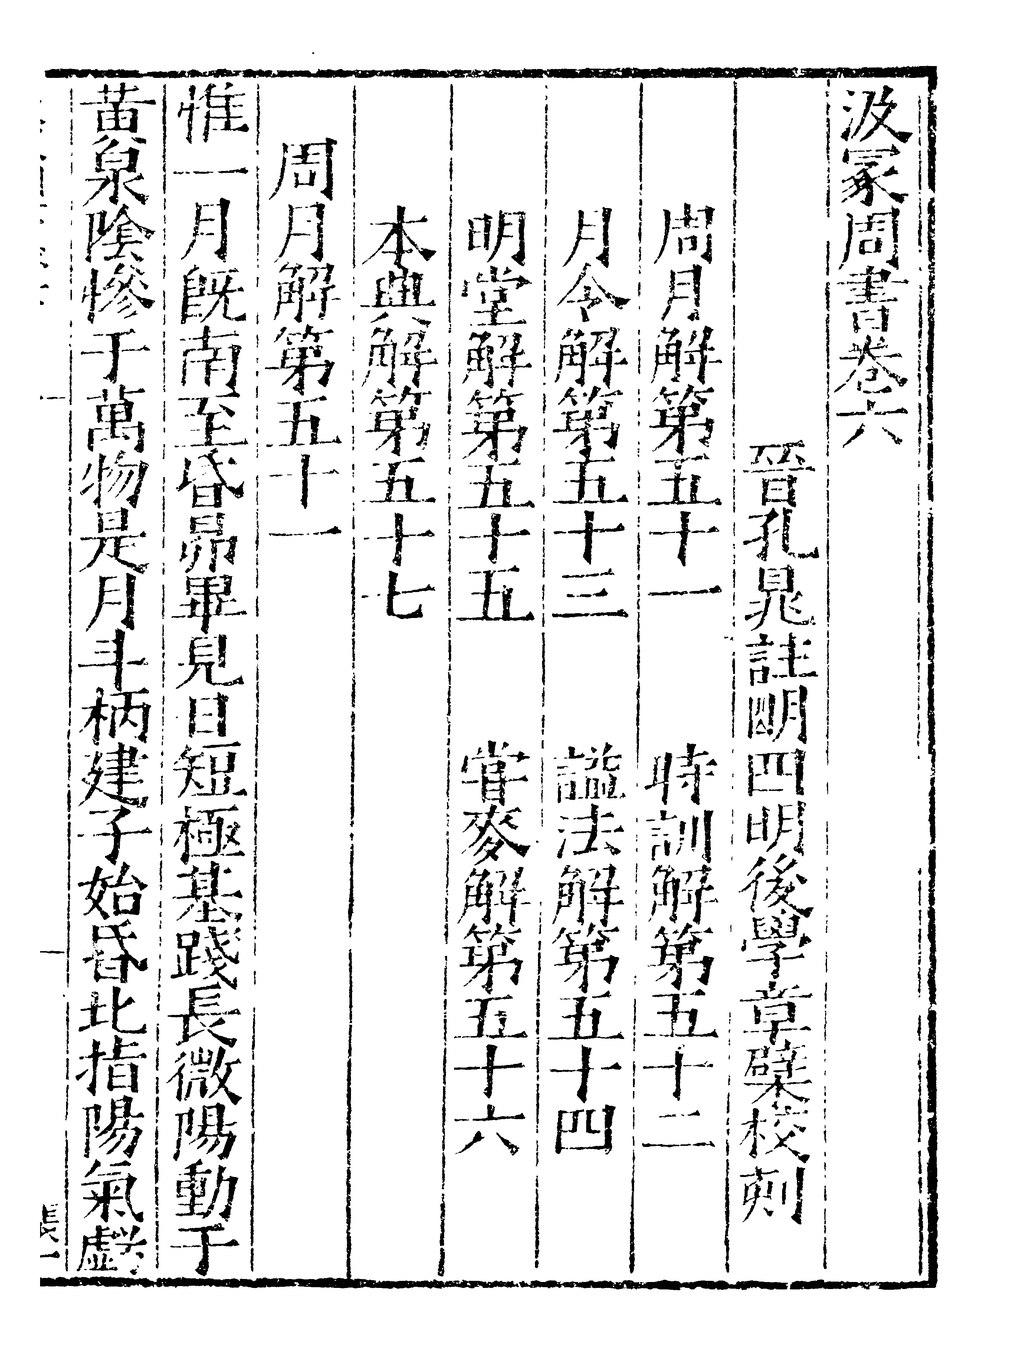 汲冢周書卷六
晉孔晁註明四明後學章檗校刻
周月解第五十一　時訓解第五十二
月令解第五十三　謚法解第五十四
明堂解第五十五　甞麥解第五十六
本典解第五十七
周月解第五十一
惟一月旣南至昏昴畢見日短極基踐長微陽動于
黃泉陰慘于萬物是月斗柄建子始昏北指陽氣虧